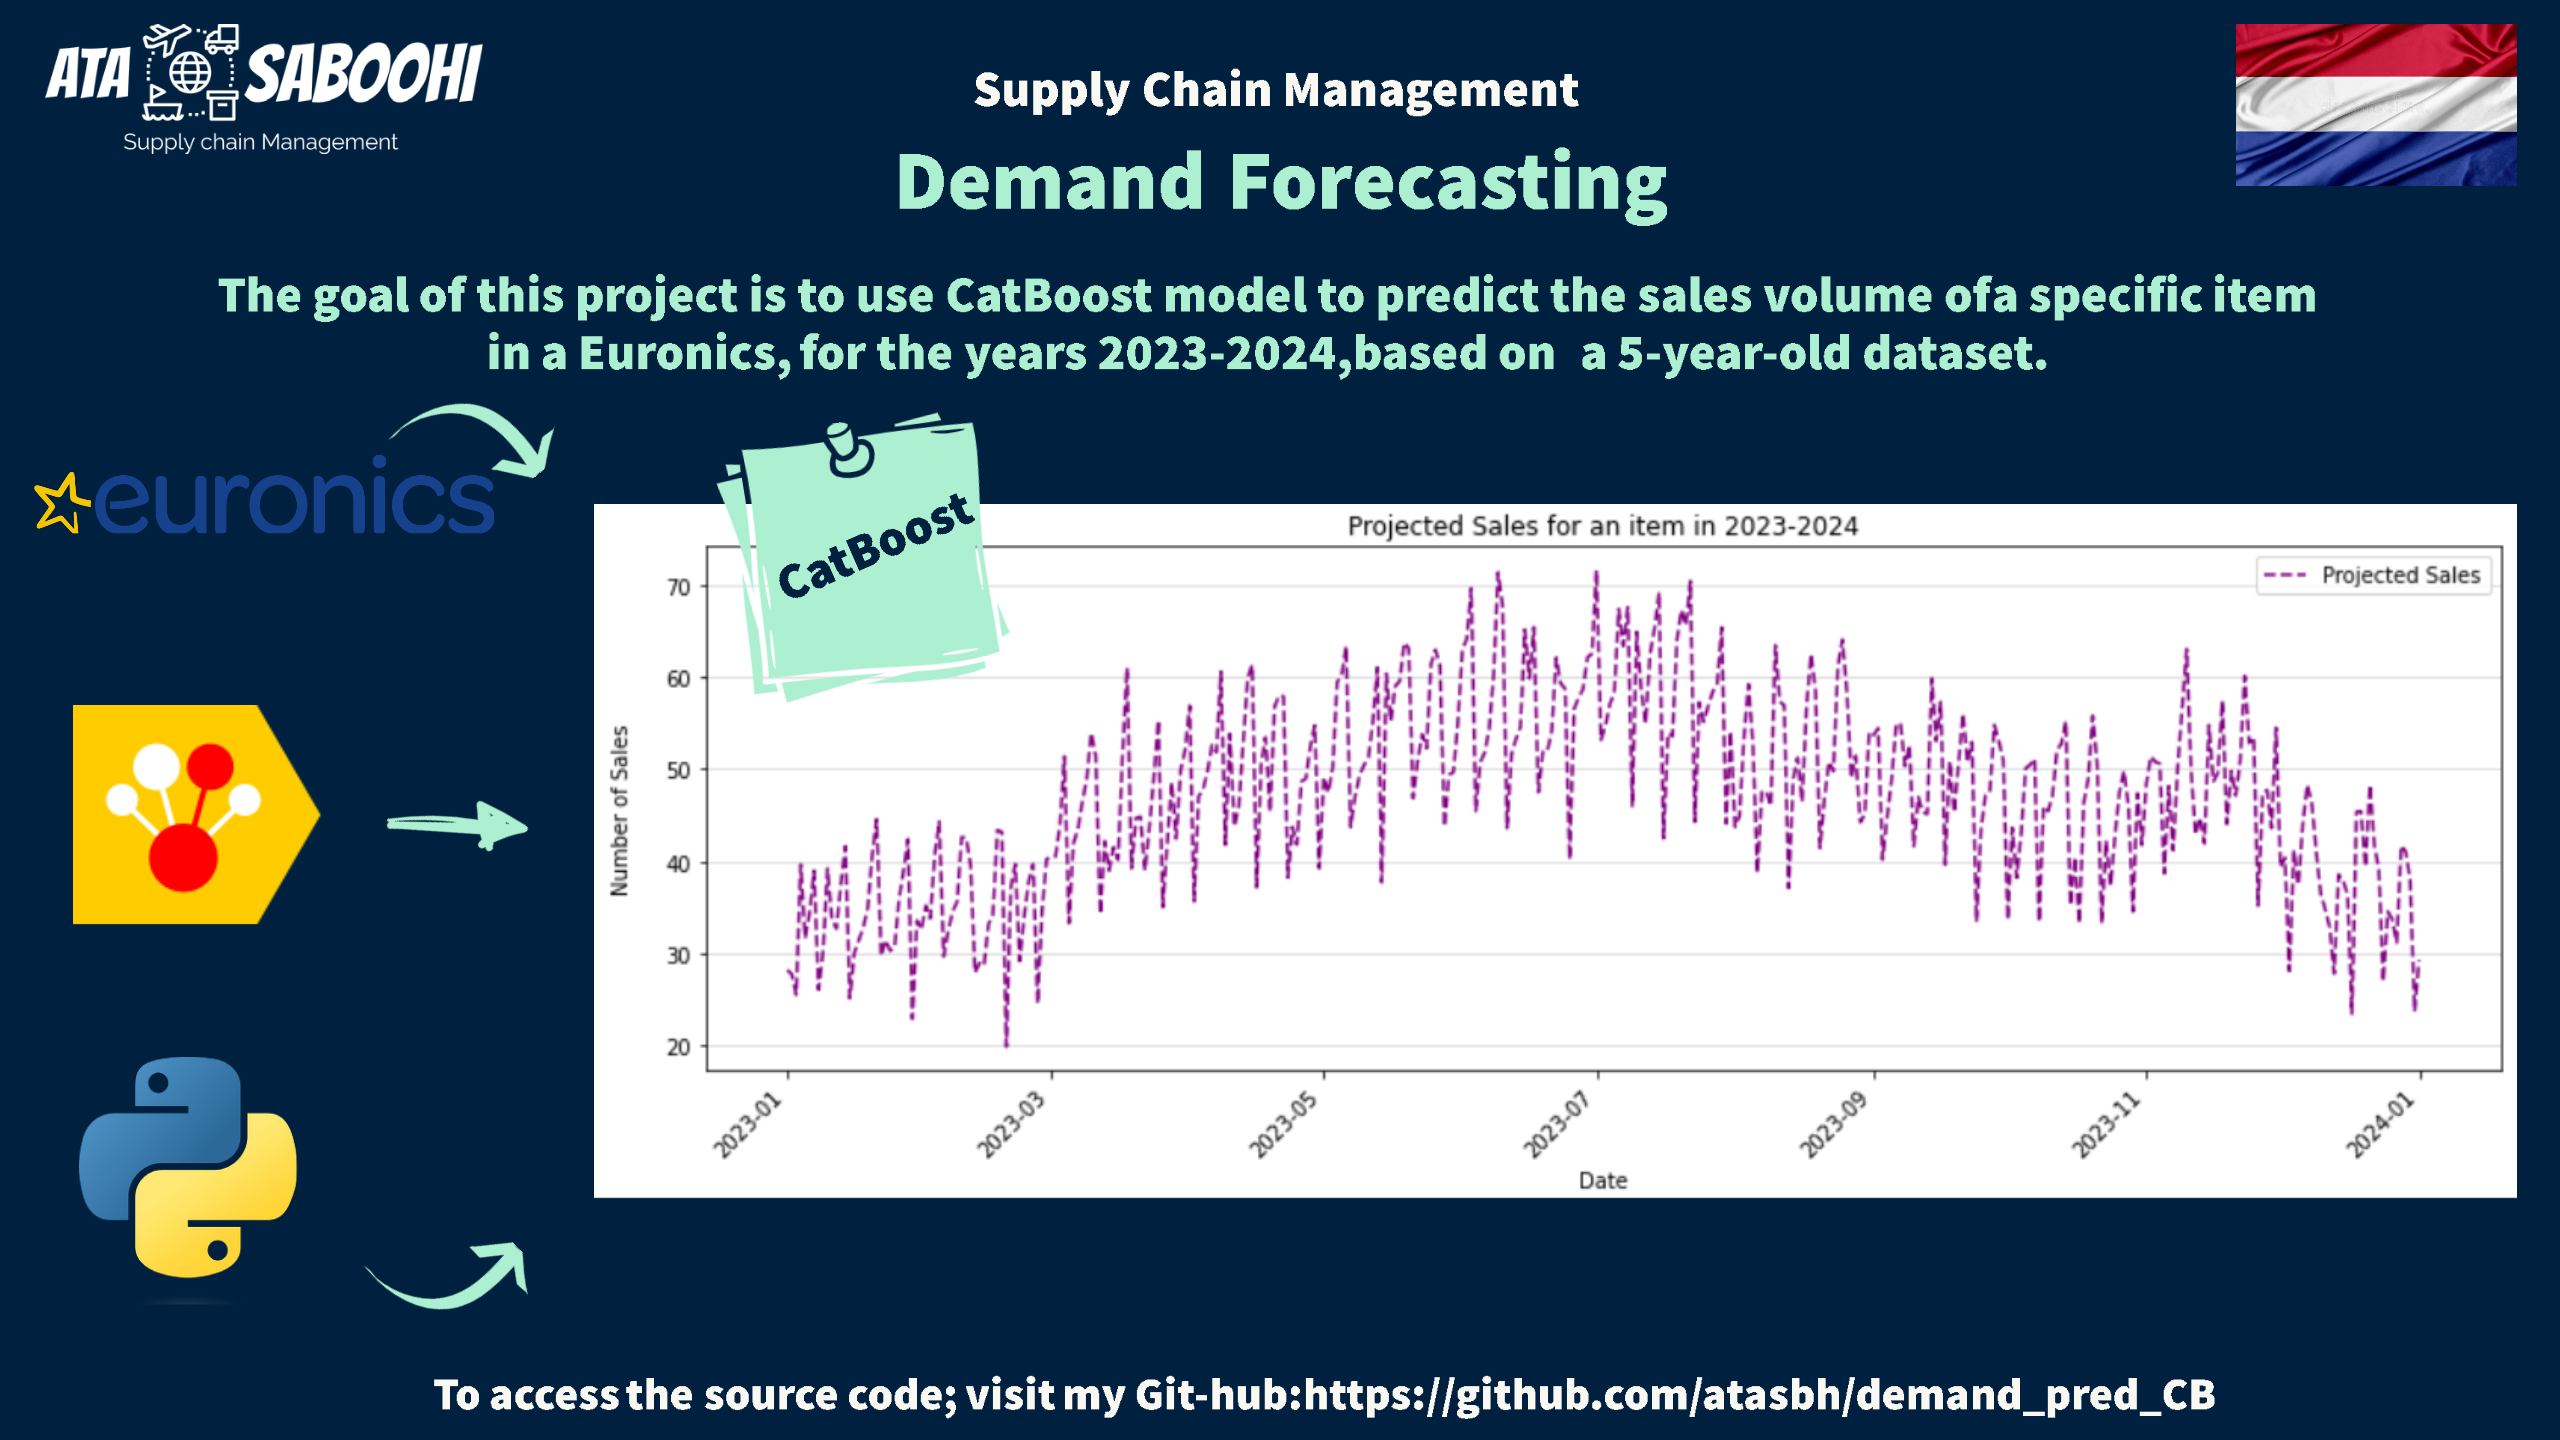 ATA SABOOHI
Supply chain Management
Supply Chain Management
Demand Forecasting
The goal of this project is to use CatBoost model to predict the sales volume ofa specific item
in a Euronics, for the years 2023-2024,based on a 5-year-old dataset.
euronics
CatBoost
Projected Sales for an item in 2023-2024
Projected Sales
Number of Sales
70
60
50
40
30
20
2023-01
2023-03
2023-05
2023-07
2023-09
2023-11
2024-01
Date
To access the source code; visit my Git-hub:https://github.com/atasbh/demand_pred_CB